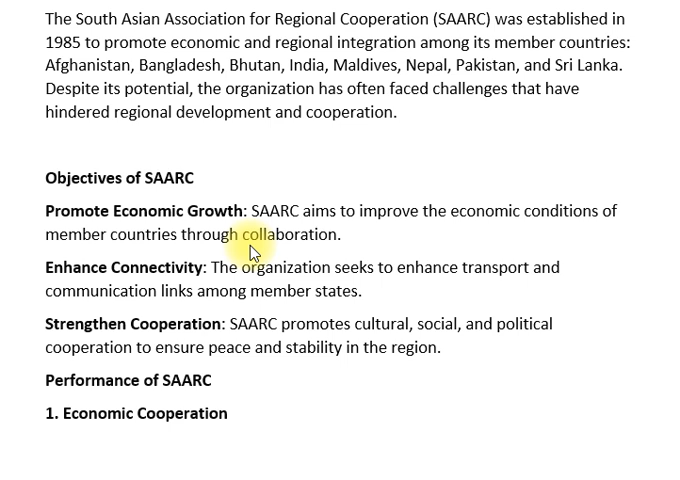 The South Asian Association for Regional Cooperation (SAARC) was established in
1985 to promote economic and regional integration among its member countries:
Afghanistan, Bangladesh, Bhutan, India, Maldives, Nepal, Pakistan, and Sri Lanka.
Despite its potential, the organization has often faced challenges that have
hindered regional development and cooperation.
Objectives of SAARC
Promote Economic Growth: SAARC aims to improve the economic conditions of
member countries through collaboration.
Enhance Connectivity: The organization seeks to enhance transport and
communication links among member states.
Strengthen Cooperation: SAARC promotes cultural, social, and political
cooperation to ensure peace and stability in the region.
Performance of SAARC
1. Economic Cooperation